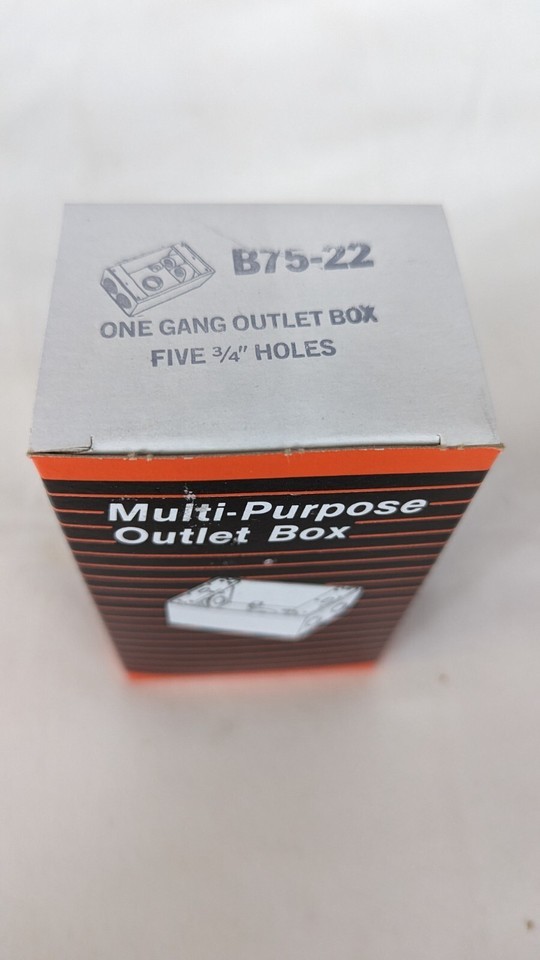 B75-22
ONE GANG OUTLET BOX
FIVE 3/4" HOLES
Multi-Purpose
Outlet Box